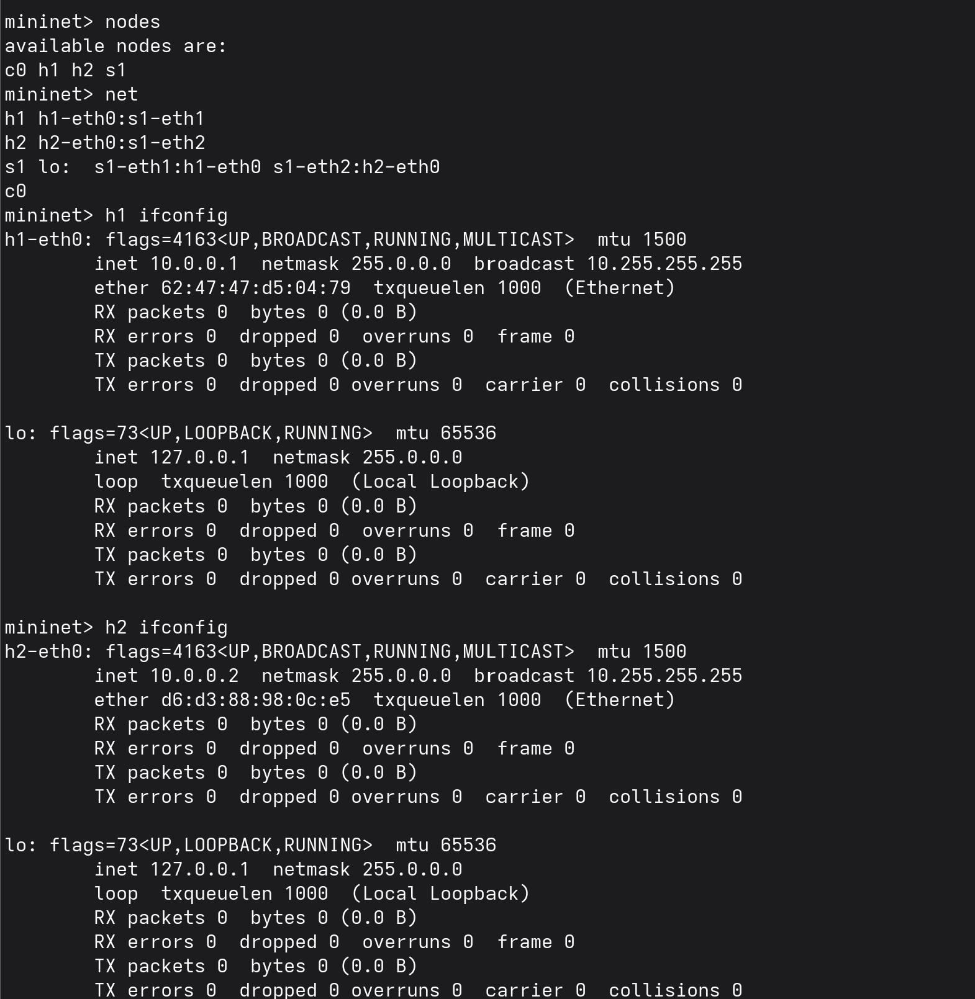 mininet> nodes
available nodes are:
c0 h1 h2 s1
mininet> net
h1 h1-eth0:s1-eth1
h2 h2-eth0:s1-eth2
s1 lo:  s1-eth1:h1-eth0 s1-eth2:h2-eth0
c0
mininet> h1 ifconfig
h1-eth0: flags=4163<UP,BROADCAST,RUNNING,MULTICAST>  mtu 1500
        inet 10.0.0.1  netmask 255.0.0.0  broadcast 10.255.255.255
        ether 62:47:47:d5:04:79  txqueuelen 1000  (Ethernet)
        RX packets 0  bytes 0 (0.0 B)
        RX errors 0  dropped 0  overruns 0  frame 0
        TX packets 0  bytes 0 (0.0 B)
        TX errors 0  dropped 0 overruns 0  carrier 0  collisions 0

lo: flags=73<UP,LOOPBACK,RUNNING>  mtu 65536
        inet 127.0.0.1  netmask 255.0.0.0
        loop  txqueuelen 1000  (Local Loopback)
        RX packets 0  bytes 0 (0.0 B)
        RX errors 0  dropped 0  overruns 0  frame 0
        TX packets 0  bytes 0 (0.0 B)
        TX errors 0  dropped 0 overruns 0  carrier 0  collisions 0

mininet> h2 ifconfig
h2-eth0: flags=4163<UP,BROADCAST,RUNNING,MULTICAST>  mtu 1500
        inet 10.0.0.2  netmask 255.0.0.0  broadcast 10.255.255.255
        ether d6:d3:88:98:0c:e5  txqueuelen 1000  (Ethernet)
        RX packets 0  bytes 0 (0.0 B)
        RX errors 0  dropped 0  overruns 0  frame 0
        TX packets 0  bytes 0 (0.0 B)
        TX errors 0  dropped 0 overruns 0  carrier 0  collisions 0

lo: flags=73<UP,LOOPBACK,RUNNING>  mtu 65536
        inet 127.0.0.1  netmask 255.0.0.0
        loop  txqueuelen 1000  (Local Loopback)
        RX packets 0  bytes 0 (0.0 B)
        RX errors 0  dropped 0  overruns 0  frame 0
        TX packets 0  bytes 0 (0.0 B)
        TX errors 0  dropped 0 overruns 0  carrier 0  collisions 0